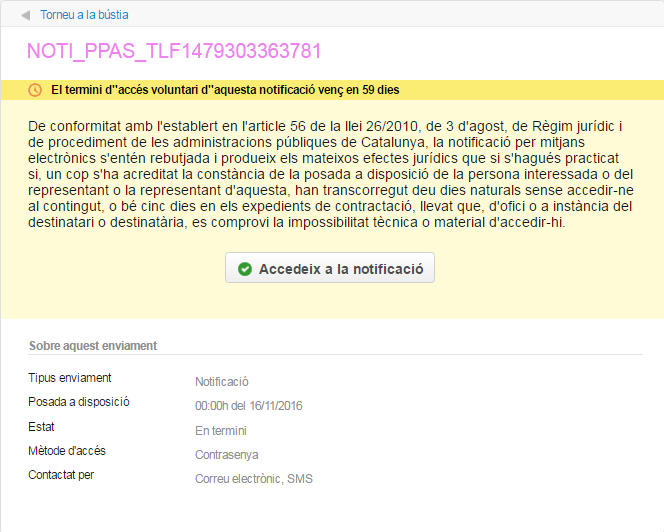 Torneu a la bústia
NOTI_PPAS_TLF1479303363781
El termini d''accés voluntari d''aquesta notificació venç en 59 dies
De conformitat amb l'establert en l'article 56 de la llei 26/2010, de 3 d'agost, de Règim jurídic i
de procediment de les administracions públiques de Catalunya, la notificació per mitjans
electrònics s'entén rebutjada i produeix els mateixos efectes jurídics que si s'hagués practicat
si, un cop s'ha acreditat la constància de la posada a disposició de la persona interessada o del
representant o la representant d'aquesta, han transcorregut deu dies naturals sense accedir-ne
al contingut, o bé cinc dies en els expedients de contractació, llevat que, d'ofici o a instància del
destinatari o destinatària, es comprovi la impossibilitat tècnica o material d'accedir-hi.
Accedeix a la notificació
Sobre aquest enviament
Tipus enviament Notificació
Posada a disposició 00:00h del 16/11/2016
Estat En termini
Mètode d'accés Contrasenya
Contactat per Correu electrònic, SMS